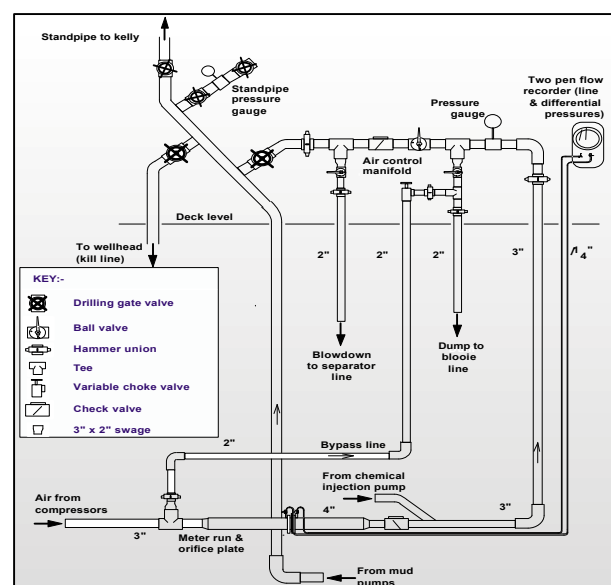 Standpipe to kelly
Standpipe
pressure
gauge
Two pen flow
recorder (line
& differential
pressures)
Pressure
gauge
Air control
manifold
Deck level
To wellhead
(kill line)
2"
2"
2"
3"
1/4"
KEY:-
Drilling gate valve
Ball valve
Hammer union
Tee
Variable choke valve
Check valve
3" x 2" swage
Blowdown
to separator
line
Dump to
blooie
line
2"
Bypass line
From chemical
injection pump
Air from
compressors
3"
4"
3"
Meter run &
orifice plate
From mud
pumps